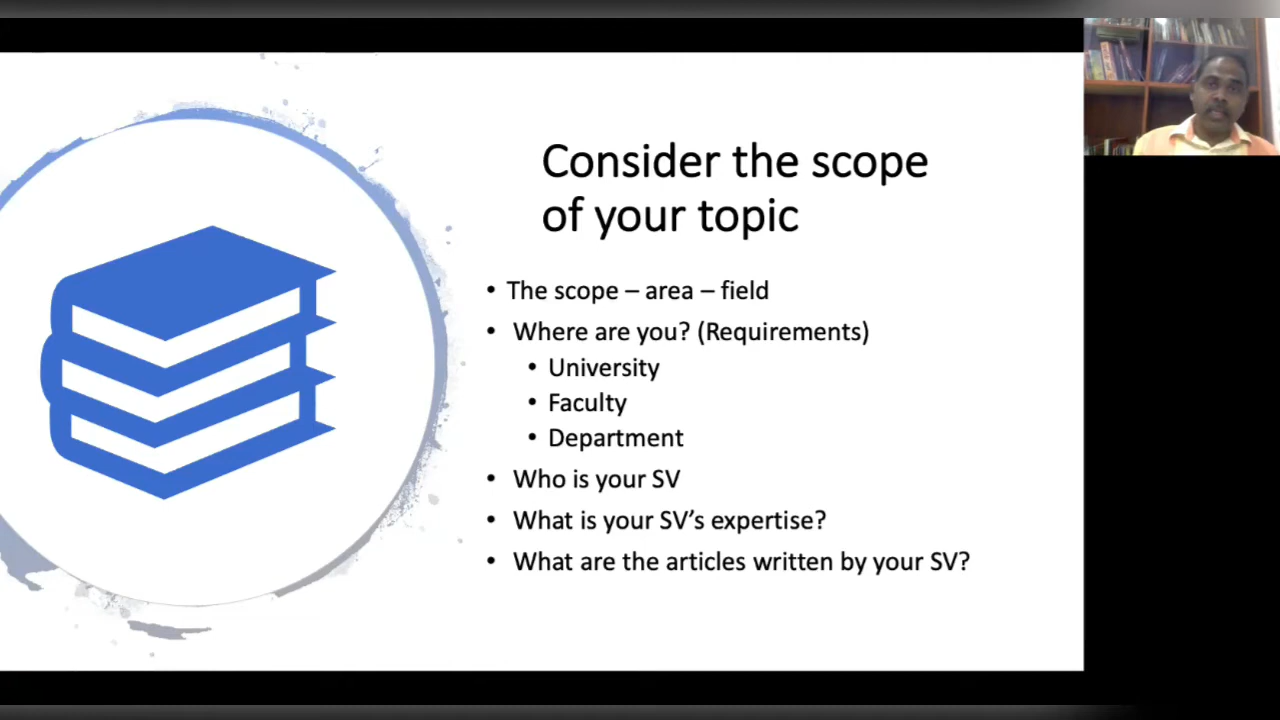 Consider the scope
of your topic
• The scope – area – field
• Where are you? (Requirements)
• University
• Faculty
• Department
• Who is your SV
• What is your SV’s expertise?
• What are the articles written by your SV?